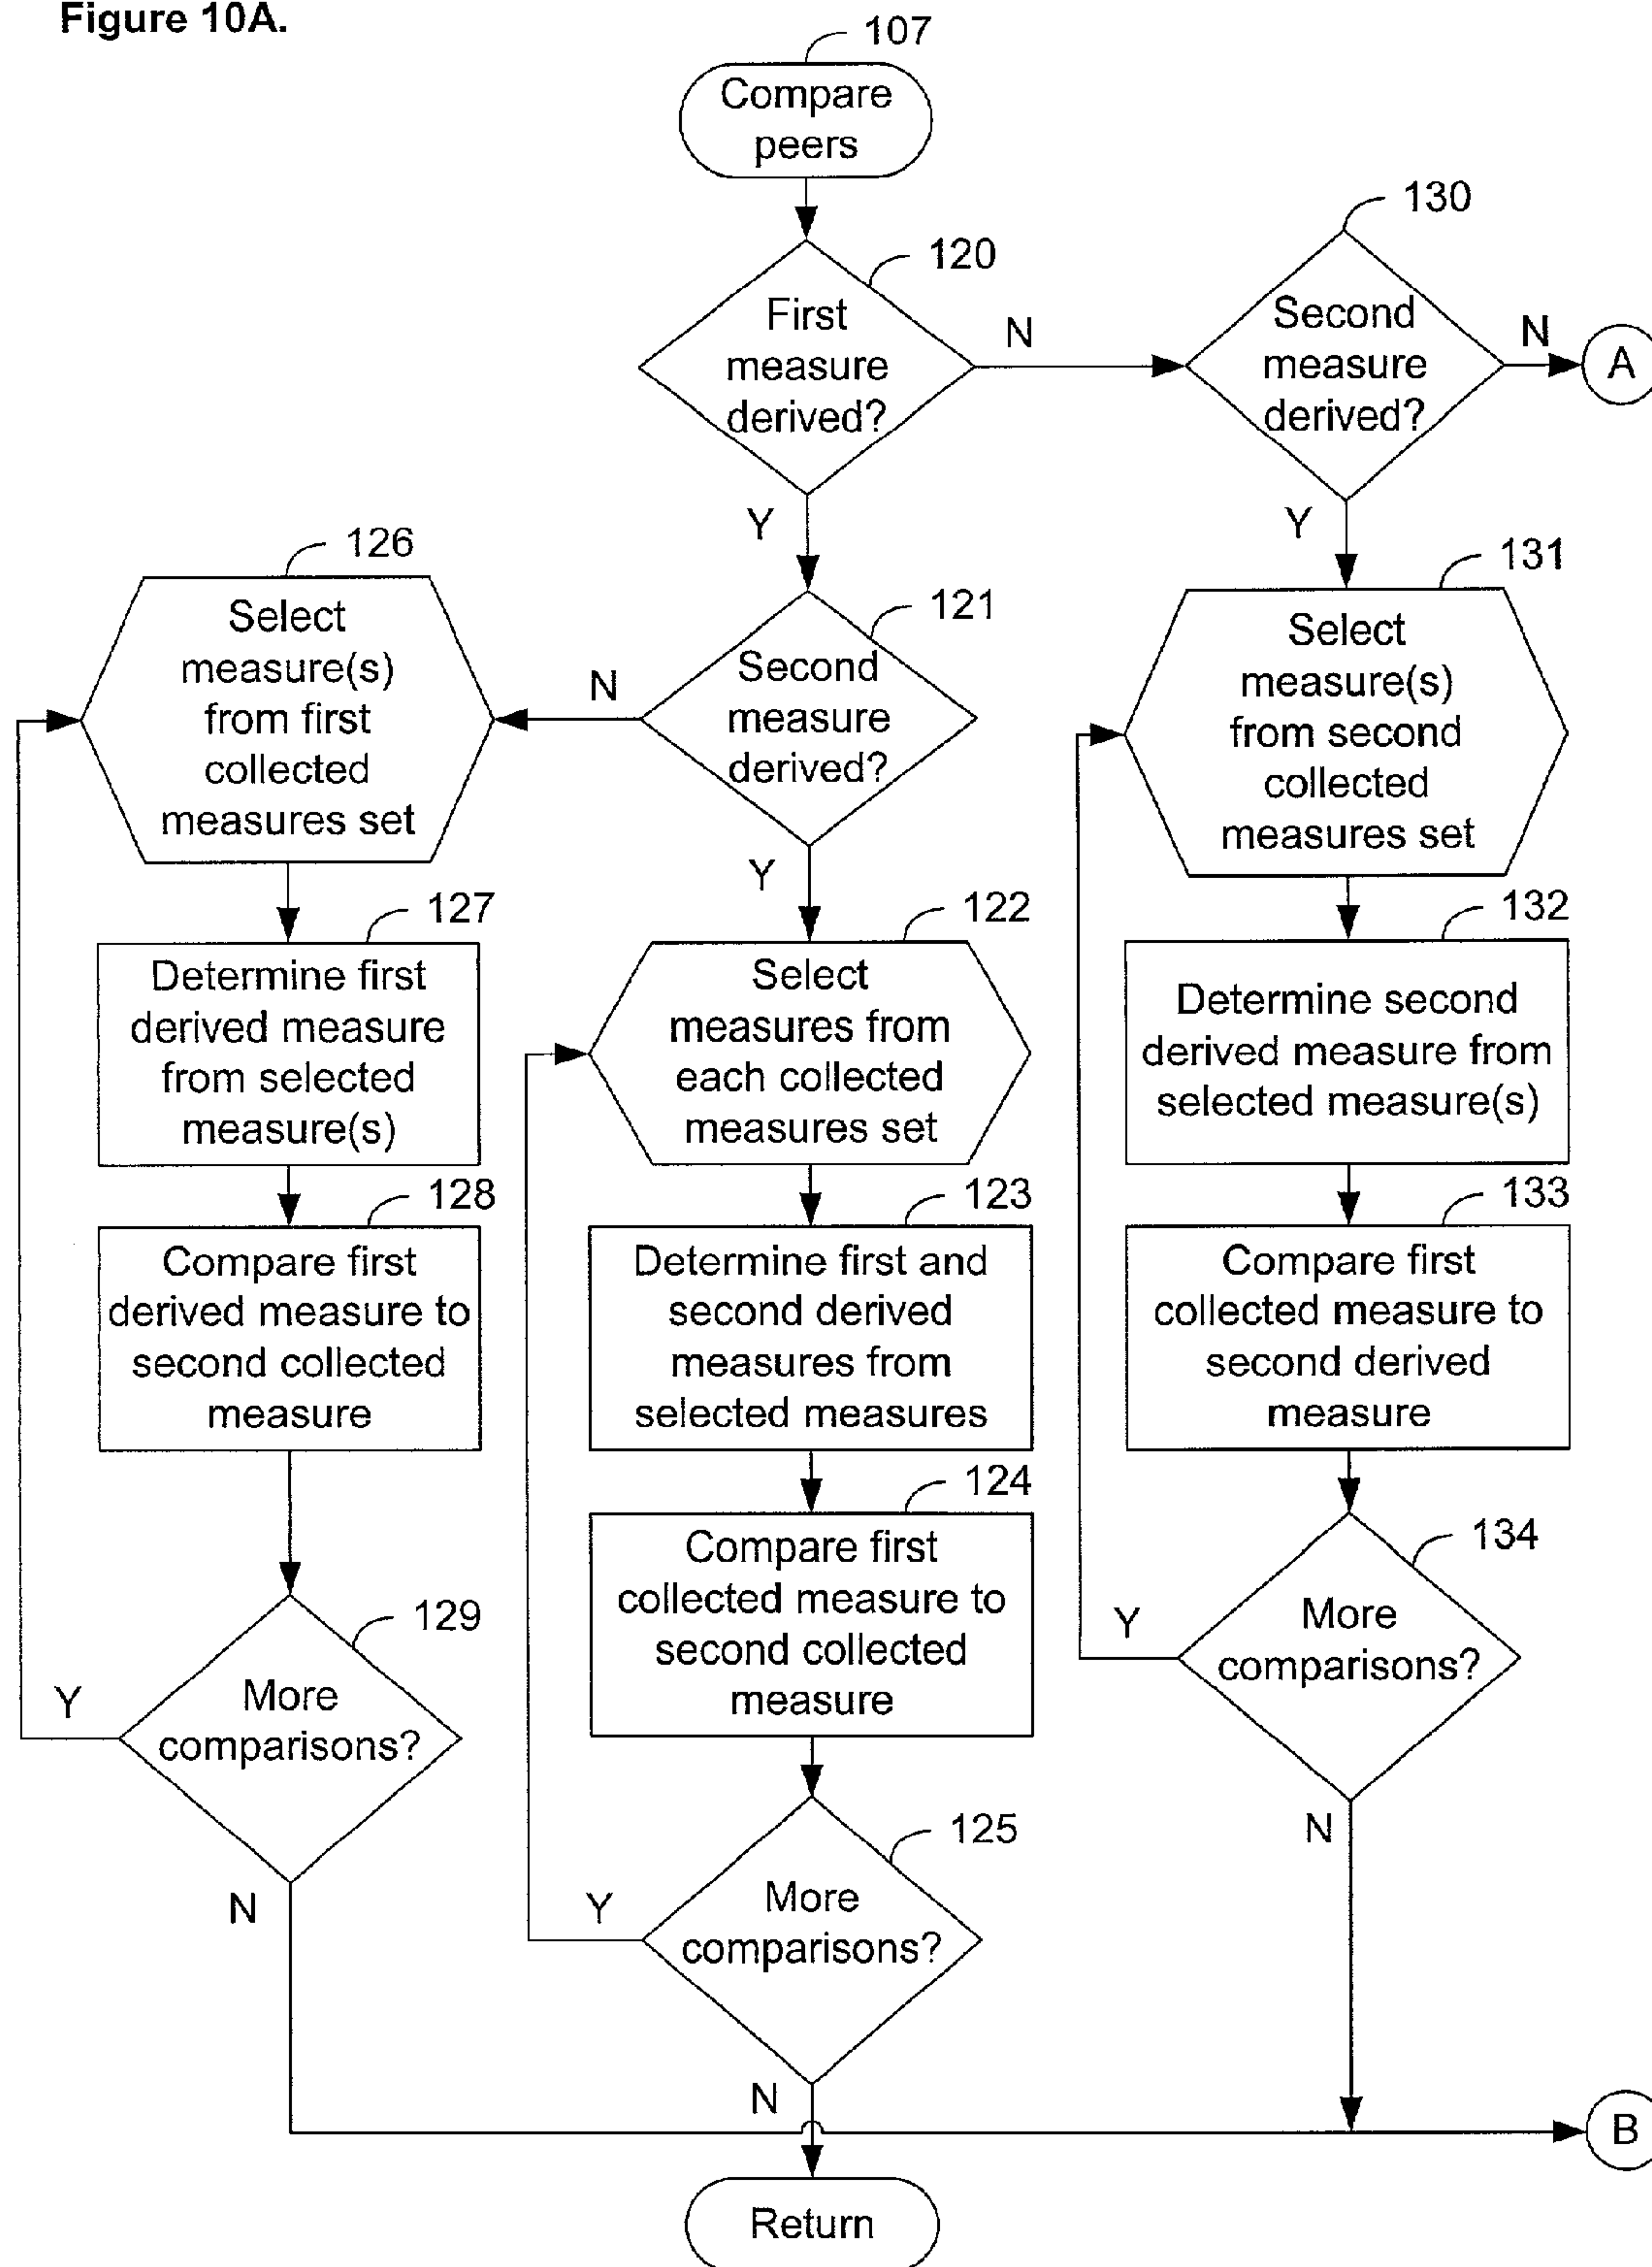 Figure 10A.
107
Compare
peers
120
First
measure
derived?
N
Y
130
Second
measure
derived?
N
A
Y
121
Second
measure
derived?
N
Y
126
Select
measure(s)
from first
collected
measures set
127
Determine first
derived measure
from selected
measure(s)
128
Compare first
derived measure to
second collected
measure
129
More
comparisons?
Y
N
122
Select
measures from
each collected
measures set
123
Determine first and
second derived
measures from
selected measures
124
Compare first
collected measure to
second collected
measure
125
More
comparisons?
Y
N
Return
131
Select
measure(s)
from second
collected
measures set
132
Determine second
derived measure from
selected measure(s)
133
Compare first
collected measure to
second derived
measure
134
More
comparisons?
Y
N
B